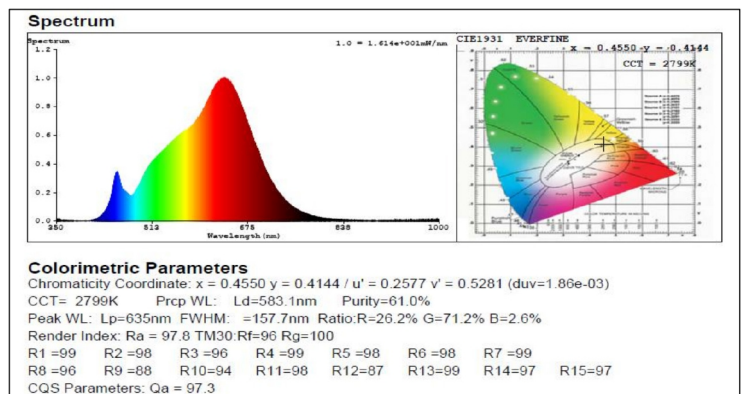 Spectrum
Spectrum
1.0 = 1.614e+001mW/nm
1.2
1.0
0.8
0.6
0.4
0.2
0.0
350 513 675 838 1000
Wavelength(nm)
CIE1931 EVERFINE
x = 0.4550 y = 0.4144
CCT = 2799K
Colorimetric Parameters
Chromaticity Coordinate: x = 0.4550 y = 0.4144 / u' = 0.2577 v' = 0.5281 (duv=1.86e-03)
CCT= 2799K Prcp WL: Ld=583.1nm Purity=61.0%
Peak WL: Lp=635nm FWHM: =157.7nm Ratio:R=26.2% G=71.2% B=2.6%
Render Index: Ra = 97.8 TM30:Rf=96 Rg=100
R1 =99 R2 =98 R3 =96 R4 =99 R5 =98 R6 =98 R7 =99
R8 =96 R9 =88 R10=94 R11=98 R12=87 R13=99 R14=97 R15=97
CQS Parameters: Qa = 97.3